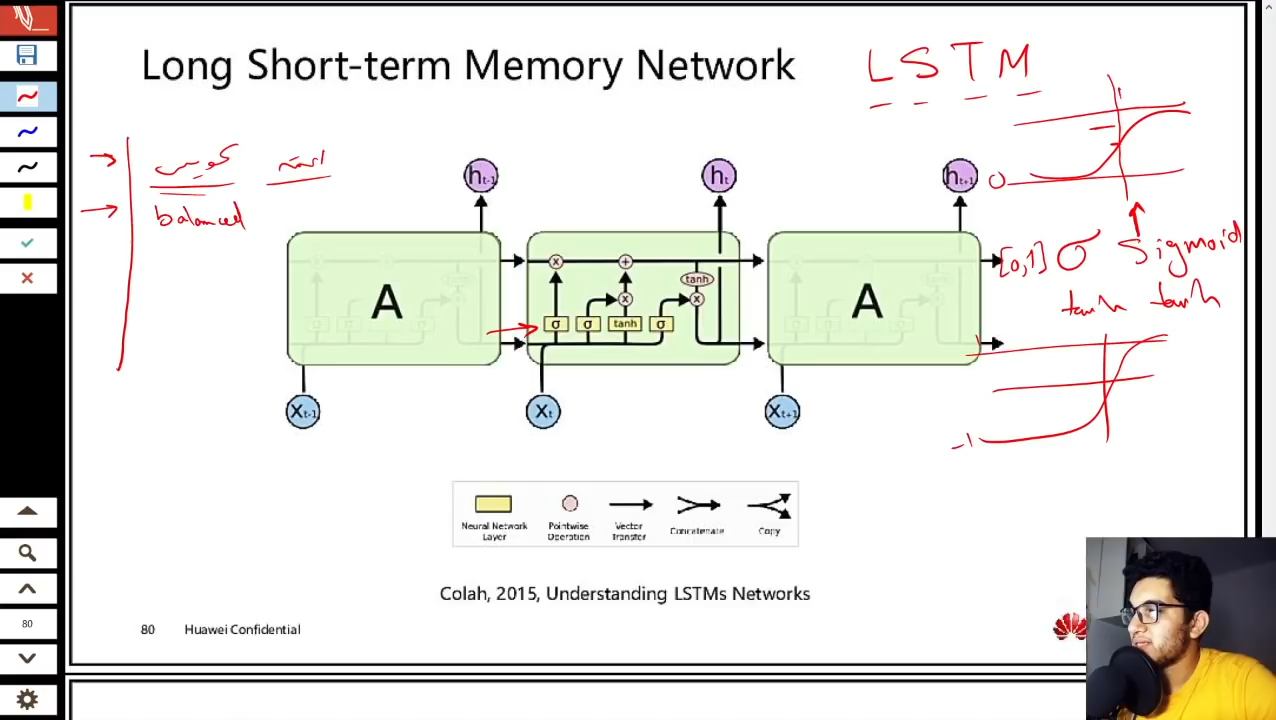 Long Short-term Memory Network
LSTM
1
0
[0,1] σ Sigmoid
tanh tanh
-1
كويس
balanced
h t-1
h t
h t+1
A
x
+
tanh
x
x
σ
σ
tanh
σ
A
X t-1
X t
X t+1
Neural Network
Layer
Pointwise
Operation
Vector
Transfer
Concatenate
Copy
Colah, 2015, Understanding LSTMs Networks
80
Huawei Confidential
80